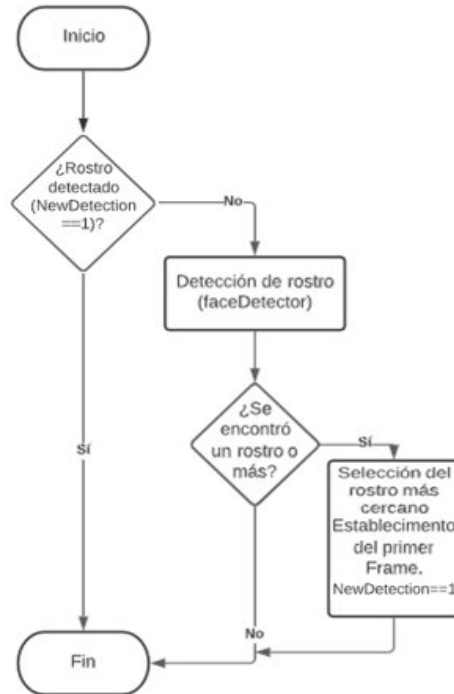 Inicio
¿Rostro
detectado
(NewDetection
==1)?
No
Detección de rostro
(faceDetector)
¿Se
encontró
un rostro o
más?
Sí
Sí
Selección del
rostro más
cercano
Establecimento
del primer
Frame.
NewDetection==1
No
Fin